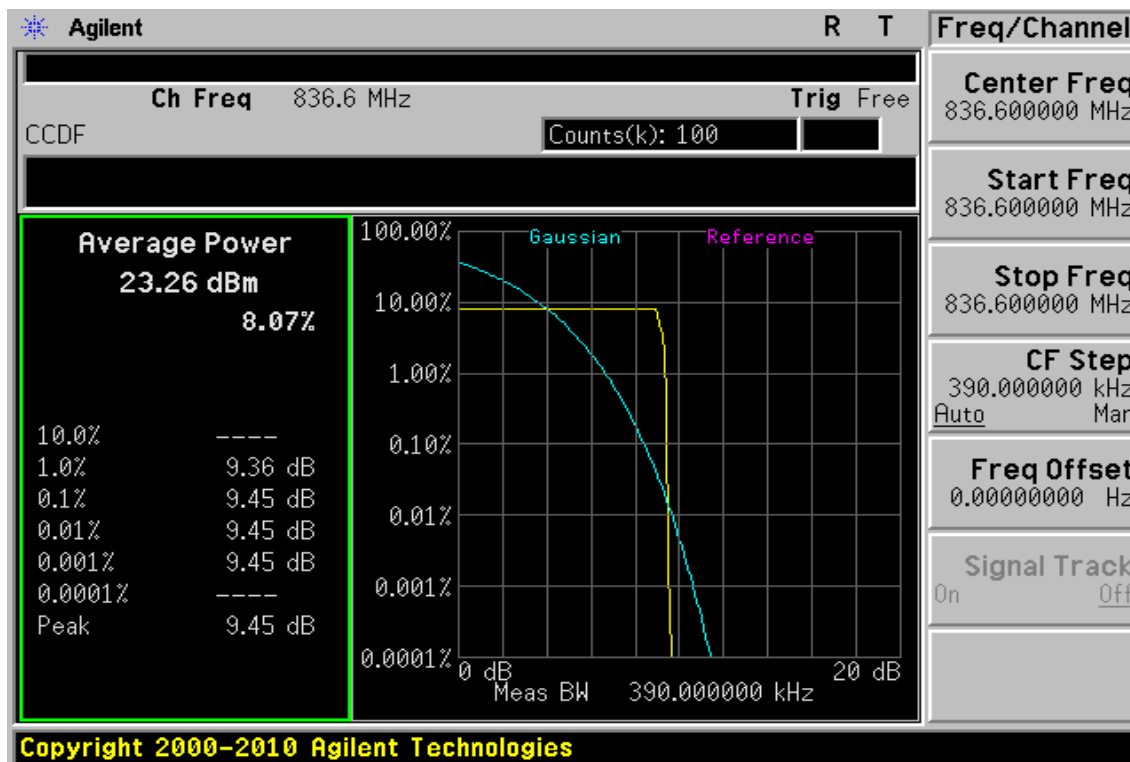 Agilent R T
Ch Freq 836.6 MHz Trig Free
CCDF Counts(k): 100
Average Power
23.26 dBm
8.07%
10.0% ----
1.0% 9.36 dB
0.1% 9.45 dB
0.01% 9.45 dB
0.001% 9.45 dB
0.0001% ----
Peak 9.45 dB
Gaussian Reference
100.00%
10.00%
1.00%
0.10%
0.01%
0.001%
0.0001%
0 dB 20 dB
Meas BW 390.000000 kHz
Freq/Channel
Center Freq
836.600000 MHz
Start Freq
836.600000 MHz
Stop Freq
836.600000 MHz
CF Step
390.000000 kHz
Auto Man
Freq Offset
0.00000000 Hz
Signal Track
On Off
Copyright 2000-2010 Agilent Technologies